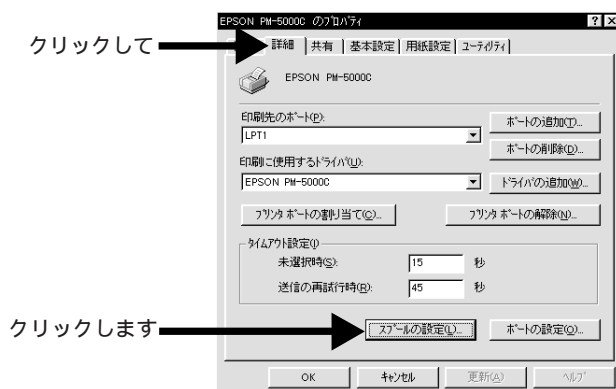 EPSON PM-5000C のプロパティ
クリックして
詳細 共有 基本設定 用紙設定 ユーティリティ
EPSON PM-5000C
印刷先のポート(P):
LPT1
ポートの追加(T)...
ポートの削除(D)...
印刷に使用するドライバ(U):
EPSON PM-5000C
ドライバの追加(W)...
プリンタ ポートの割り当て(C)...
プリンタ ポートの解除(N)...
タイムアウト設定(I)
未選択時(S): 15 秒
送信の再試行時(R): 45 秒
クリックします
スプールの設定(L)...
ポートの設定(O)...
OK キャンセル 更新(A) ヘルプ